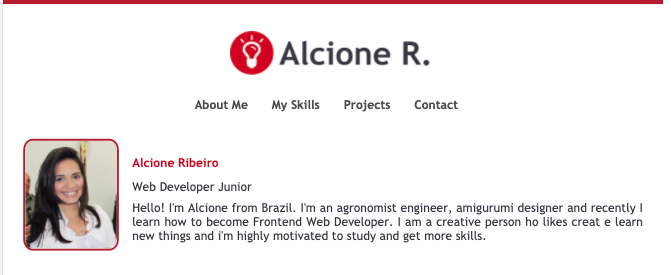 Alcione R.
About Me My Skills Projects Contact
Alcione Ribeiro
Web Developer Junior
Hello! I'm Alcione from Brazil. I'm an agronomist engineer, amigurumi designer and recently I
learn how to become Frontend Web Developer. I am a creative person ho likes creat e learn
new things and i'm highly motivated to study and get more skills.